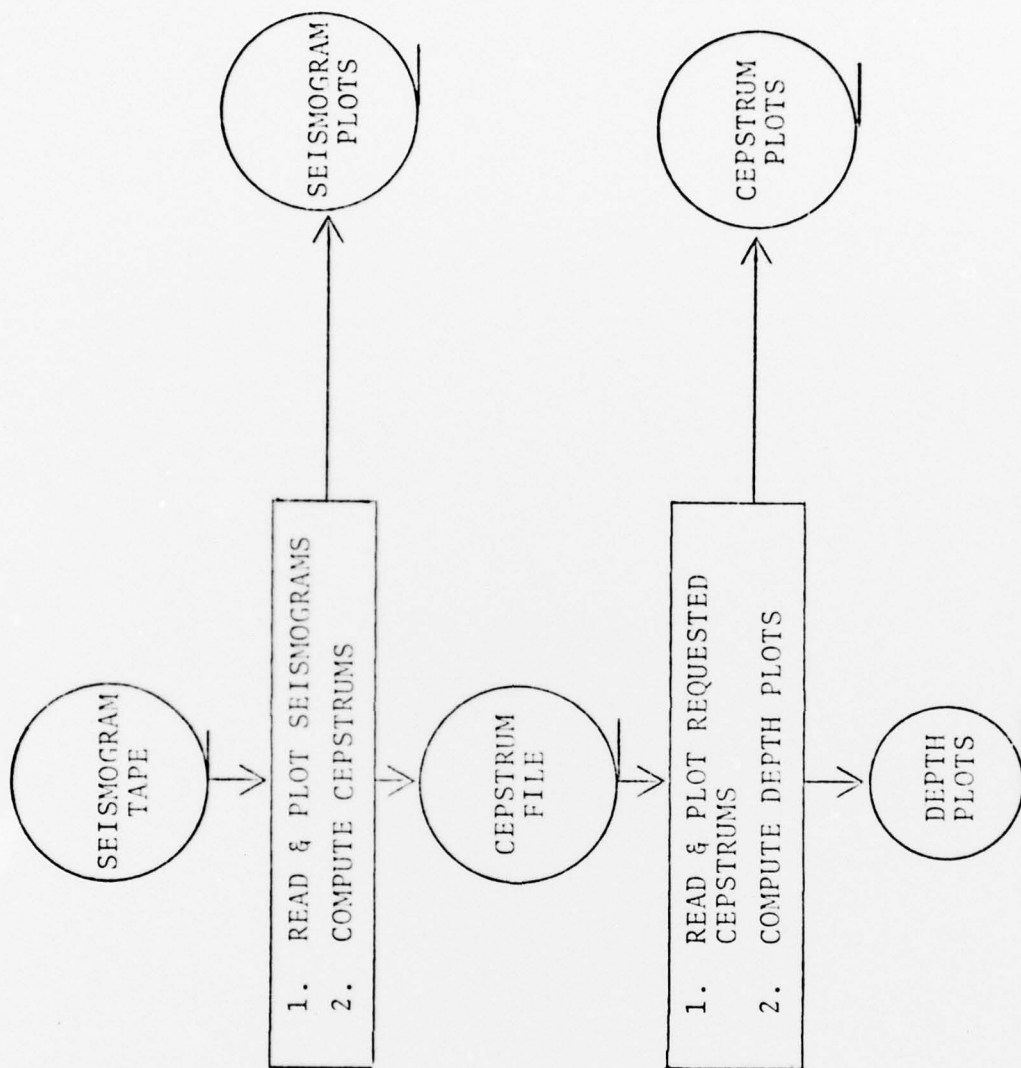 SEISMOGRAM
TAPE
1. READ & PLOT SEISMOGRAMS
2. COMPUTE CEPSTRUMS
SEISMOGRAM
PLOTS
CEPSTRUM
FILE
1. READ & PLOT REQUESTED
CEPSTRUMS
2. COMPUTE DEPTH PLOTS
CEPSTRUM
PLOTS
DEPTH
PLOTS